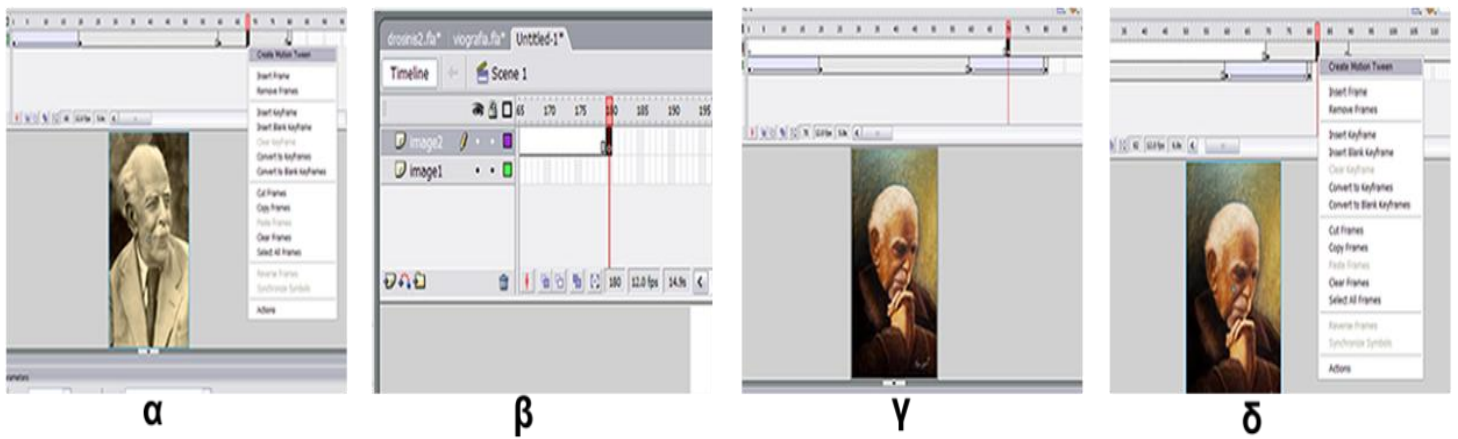 Create Motion Tween
Insert Frame
Remove Frames
Insert Keyframe
Insert Blank Keyframe
Clear Keyframe
Convert to Keyframes
Convert to Blank Keyframes
Cut Frames
Copy Frames
Paste Frames
Clear Frames
Select All Frames
Reverse Frames
Synchronize Symbols
Actions
α
drosinis2.fla* viografia.fla* Untitled-1*
Timeline Scene 1
65 170 175 180 185 190 195
image2
image1
180 12.0 fps 14.9s
β
γ
Create Motion Tween
Insert Frame
Remove Frames
Insert Keyframe
Insert Blank Keyframe
Clear Keyframe
Convert to Keyframes
Convert to Blank Keyframes
Cut Frames
Copy Frames
Paste Frames
Clear Frames
Select All Frames
Reverse Frames
Synchronize Symbols
Actions
δ